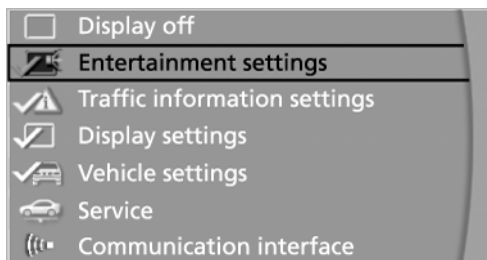 Display off
Entertainment settings
Traffic information settings
Display settings
Vehicle settings
Service
Communication interface